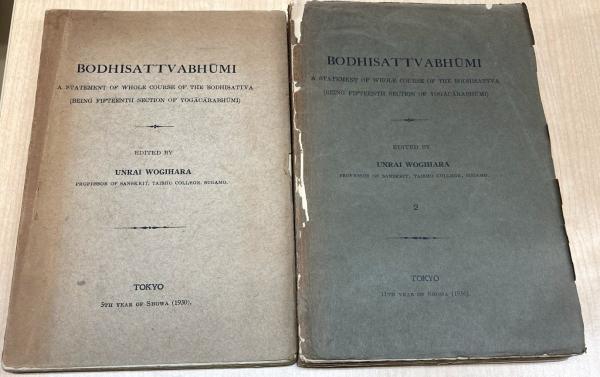 BODHISATTVABHŪMI
A STATEMENT OF WHOLE COURSE OF THE BODHISATTVA
(BEING FIFTEENTH SECTION OF YOGĀCĀRABHŪMI)
EDITED BY
UNRAI WOGIHARA
PROFESSOR OF SANSKRIT, TAISHO COLLEGE, SUGAMO.
TOKYO
5TH YEAR OF SHOWA (1930).
BODHISATTVABHŪMI
A STATEMENT OF WHOLE COURSE OF THE BODHISATTVA
(BEING FIFTEENTH SECTION OF YOGĀCĀRABHŪMI)
EDITED BY
UNRAI WOGIHARA
PROFESSOR OF SANSKRIT, TAISHO COLLEGE, SUGAMO.
2
TOKYO
11TH YEAR OF SHOWA (1936).